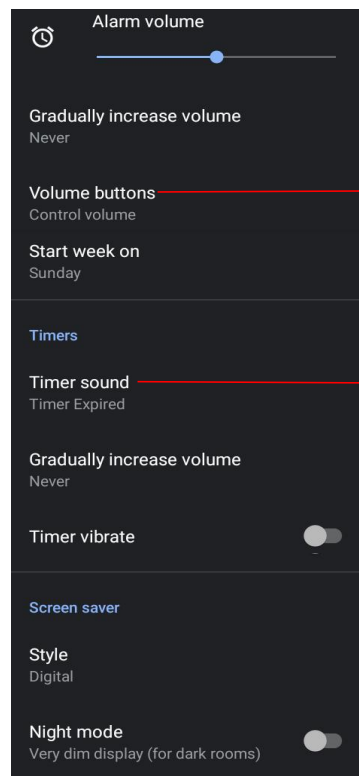 Alarm volume
Gradually increase volume
Never
Volume buttons
Control volume
Start week on
Sunday
Timers
Timer sound
Timer Expired
Gradually increase volume
Never
Timer vibrate
Screen saver
Style
Digital
Night mode
Very dim display (for dark rooms)